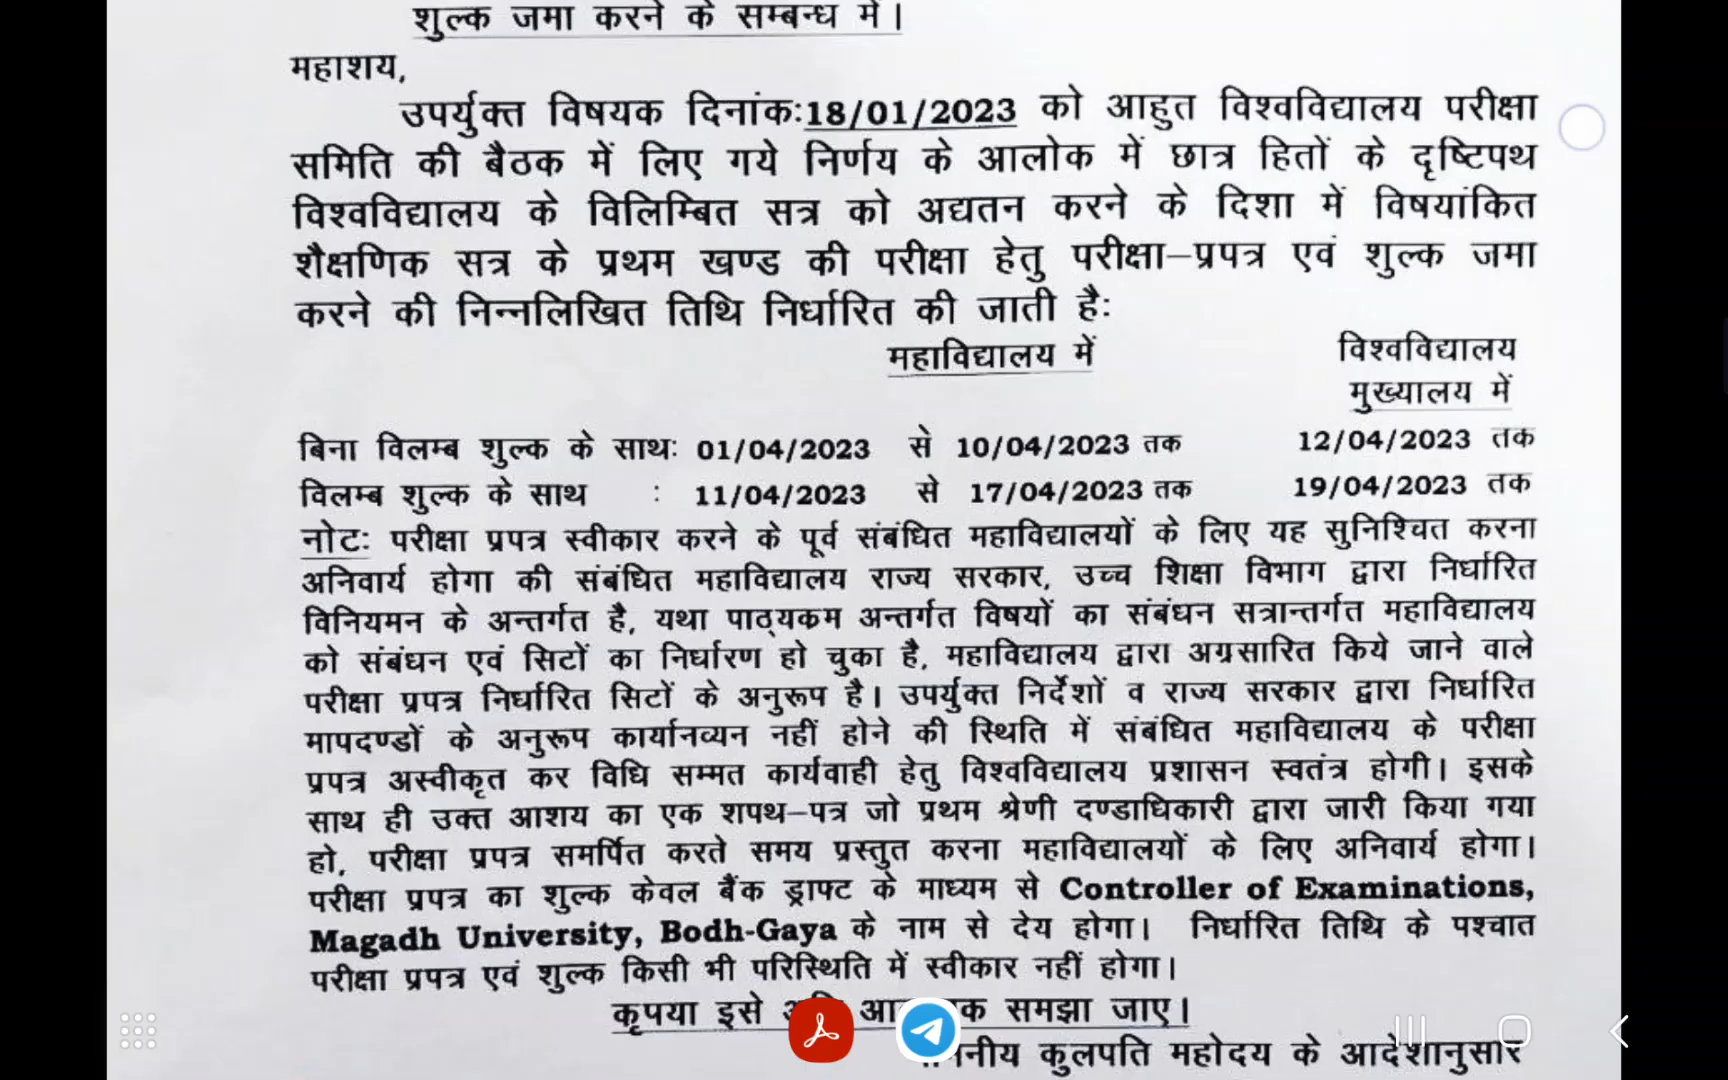 शुल्क जमा करने के सम्बन्ध में।
महाशय,
उपर्युक्त विषयक दिनांक:18/01/2023 को आहुत विश्वविद्यालय परीक्षा
समिति की बैठक में लिए गये निर्णय के आलोक में छात्र हितों के दृष्टिपथ
विश्वविद्यालय के विलिम्बित सत्र को अद्यतन करने के दिशा में विषयांकित
शैक्षणिक सत्र के प्रथम खण्ड की परीक्षा हेतु परीक्षा–प्रपत्र एवं शुल्क जमा
करने की निन्नलिखित तिथि निर्धारित की जाती है:
महाविद्यालय में विश्वविद्यालय
मुख्यालय में
बिना विलम्ब शुल्क के साथ: 01/04/2023 से 10/04/2023 तक 12/04/2023 तक
विलम्ब शुल्क के साथ : 11/04/2023 से 17/04/2023 तक 19/04/2023 तक
नोट: परीक्षा प्रपत्र स्वीकार करने के पूर्व संबंधित महाविद्यालयों के लिए यह सुनिश्चित करना
अनिवार्य होगा की संबंधित महाविद्यालय राज्य सरकार, उच्च शिक्षा विभाग द्वारा निर्धारित
विनियमन के अन्तर्गत है, यथा पाठ्यकम अन्तर्गत विषयों का संबंधन सत्रान्तर्गत महाविद्यालय
को संबंधन एवं सिटों का निर्धारण हो चुका है, महाविद्यालय द्वारा अग्रसारित किये जाने वाले
परीक्षा प्रपत्र निर्धारित सिटों के अनुरूप है। उपर्युक्त निर्देशों व राज्य सरकार द्वारा निर्धारित
मापदण्डों के अनुरूप कार्यानव्यन नहीं होने की स्थिति में संबंधित महाविद्यालय के परीक्षा
प्रपत्र अस्वीकृत कर विधि सम्मत कार्यवाही हेतु विश्वविद्यालय प्रशासन स्वतंत्र होगी। इसके
साथ ही उक्त आशय का एक शपथ–पत्र जो प्रथम श्रेणी दण्डाधिकारी द्वारा जारी किया गया
हो, परीक्षा प्रपत्र समर्पित करते समय प्रस्तुत करना महाविद्यालयों के लिए अनिवार्य होगा।
परीक्षा प्रपत्र का शुल्क केवल बैंक ड्राफ्ट के माध्यम से Controller of Examinations,
Magadh University, Bodh-Gaya के नाम से देय होगा। निर्धारित तिथि के पश्चात
परीक्षा प्रपत्र एवं शुल्क किसी भी परिस्थिति में स्वीकार नहीं होगा।
कृपया इसे समझा जाए।
कुलपति महोदय के आदेशानुसार